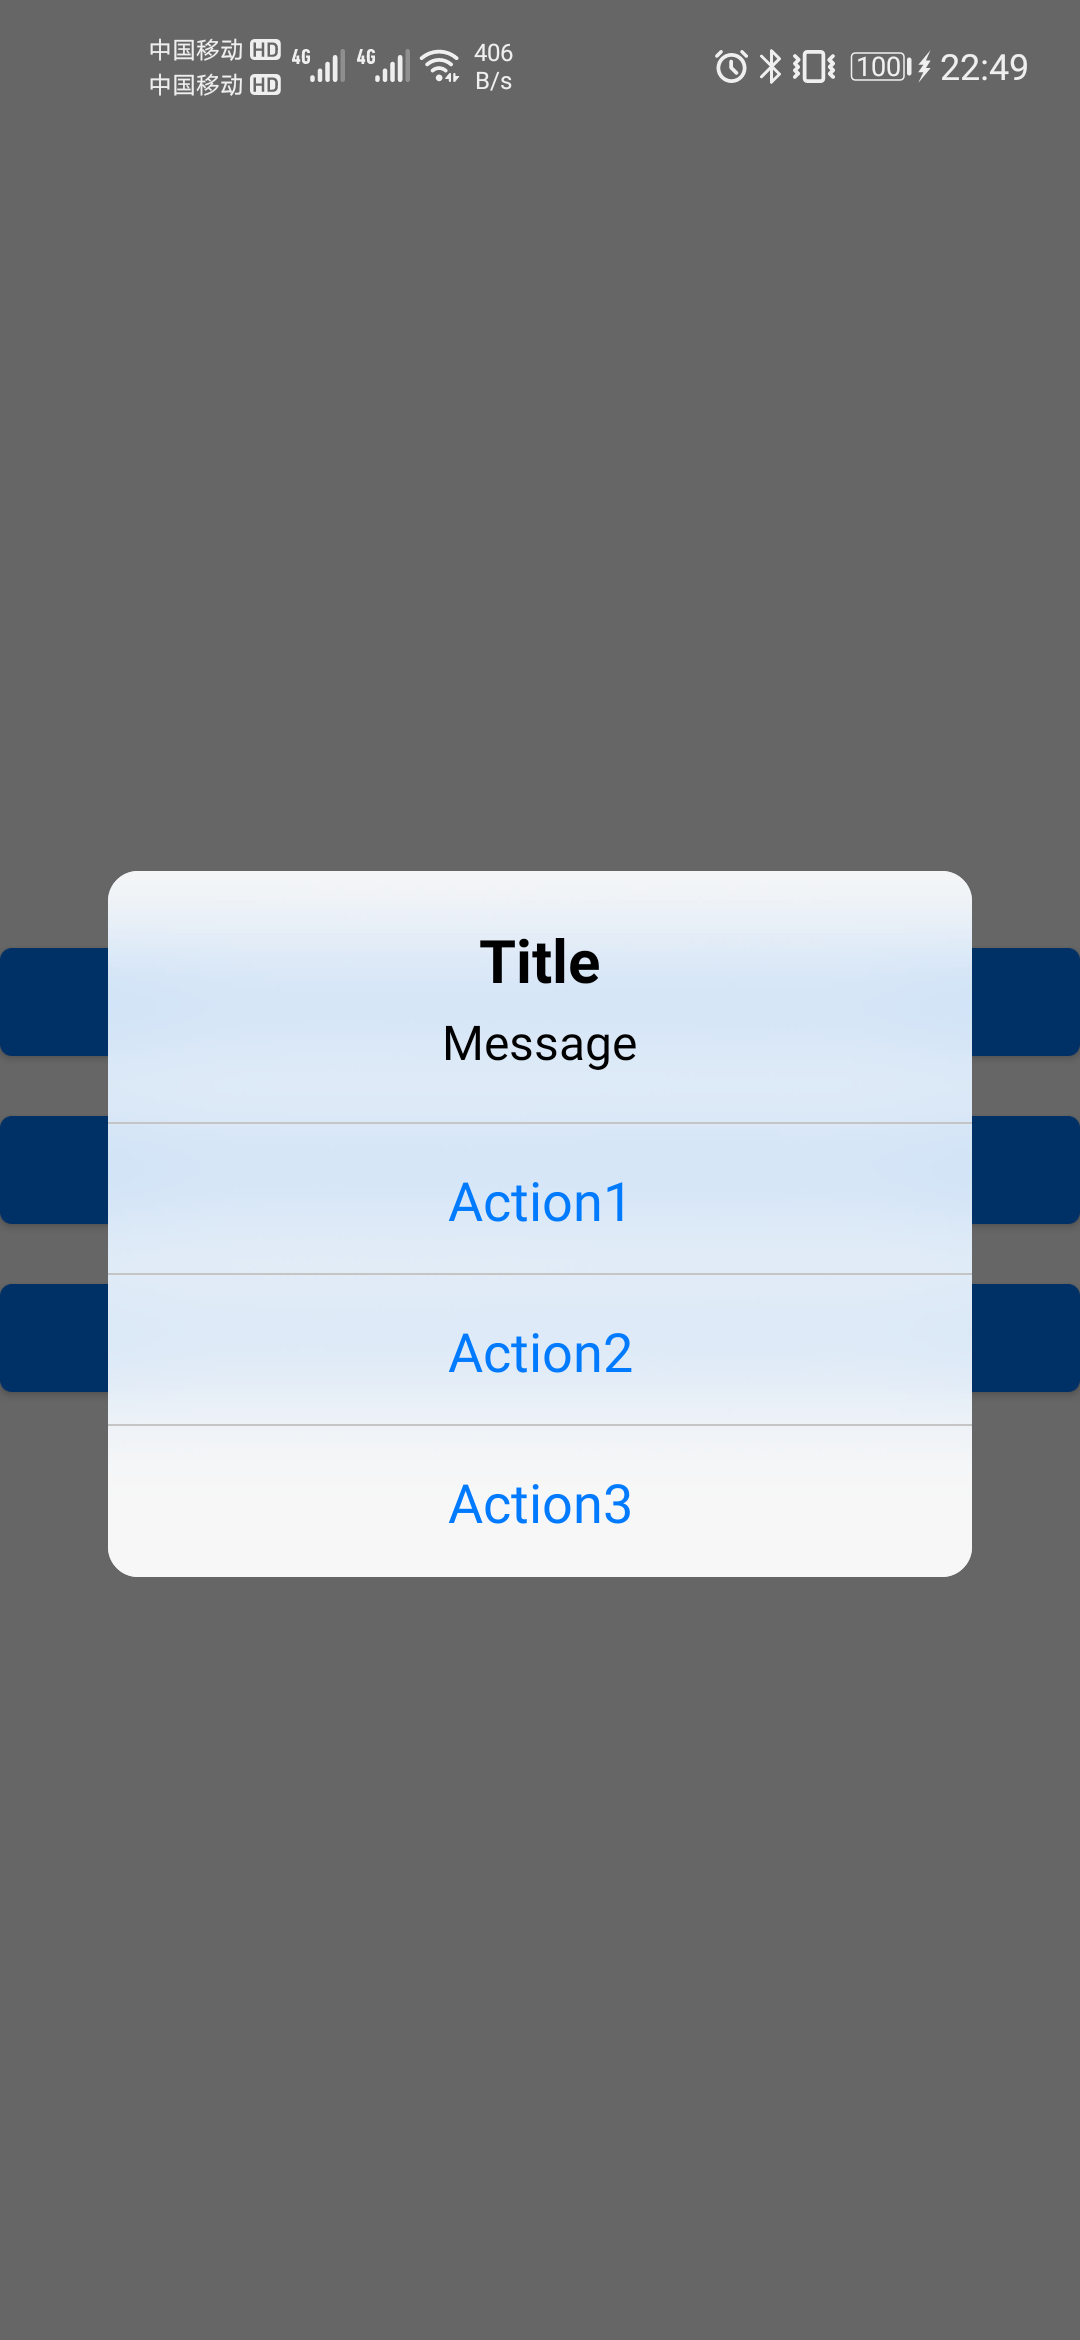 中国移动 HD 4G 4G 406
中国移动 HD B/s
100 22:49
Title
Message
Action1
Action2
Action3